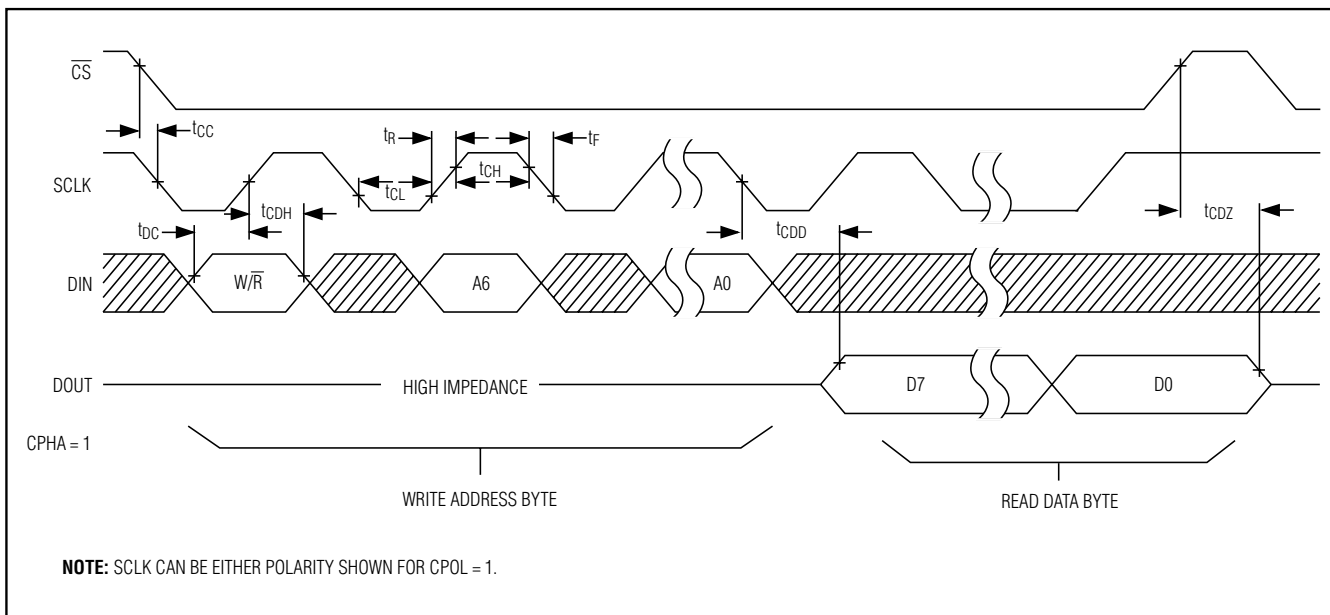 C̅S̅
tCC
tR
tF
SCLK
tCL
tCH
tCDH
tDC
tCDD
tCDZ
DIN
W/R̅
A6
A0
DOUT
HIGH IMPEDANCE
D7
D0
CPHA = 1
WRITE ADDRESS BYTE
READ DATA BYTE
NOTE: SCLK CAN BE EITHER POLARITY SHOWN FOR CPOL = 1.